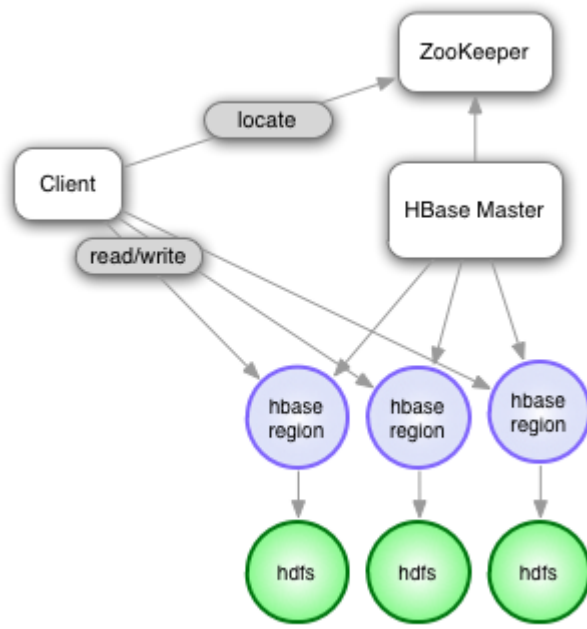 ZooKeeper
locate
Client
HBase Master
read/write
hbase
region
hbase
region
hbase
region
hdfs
hdfs
hdfs